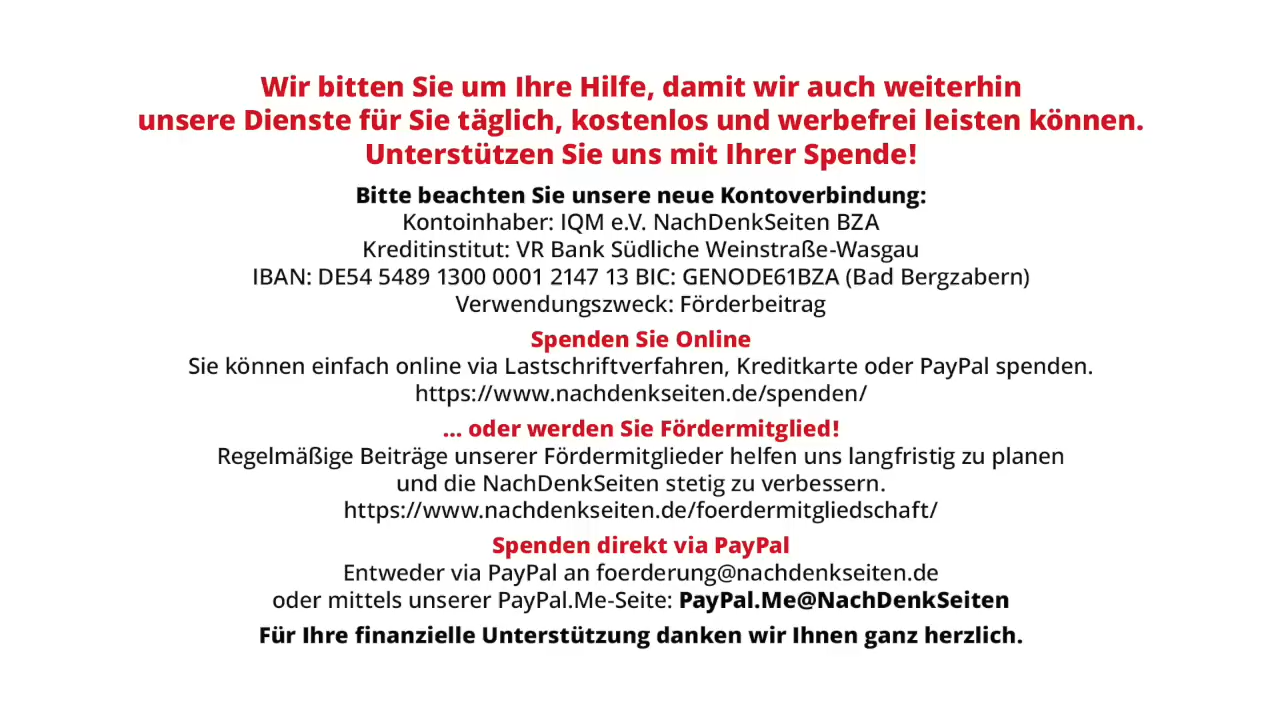 Wir bitten Sie um Ihre Hilfe, damit wir auch weiterhin
unsere Dienste für Sie täglich, kostenlos und werbefrei leisten können.
Unterstützen Sie uns mit Ihrer Spende!
Bitte beachten Sie unsere neue Kontoverbindung:
Kontoinhaber: IQM e.V. NachDenkSeiten BZA
Kreditinstitut: VR Bank Südliche Weinstraße-Wasgau
IBAN: DE54 5489 1300 0001 2147 13 BIC: GENODE61BZA (Bad Bergzabern)
Verwendungszweck: Förderbeitrag
Spenden Sie Online
Sie können einfach online via Lastschriftverfahren, Kreditkarte oder PayPal spenden.
https://www.nachdenkseiten.de/spenden/
... oder werden Sie Fördermitglied!
Regelmäßige Beiträge unserer Fördermitglieder helfen uns langfristig zu planen
und die NachDenkSeiten stetig zu verbessern.
https://www.nachdenkseiten.de/foerdermitgliedschaft/
Spenden direkt via PayPal
Entweder via PayPal an foerderung@nachdenkseiten.de
oder mittels unserer PayPal.Me-Seite: PayPal.Me@NachDenkSeiten
Für Ihre finanzielle Unterstützung danken wir Ihnen ganz herzlich.